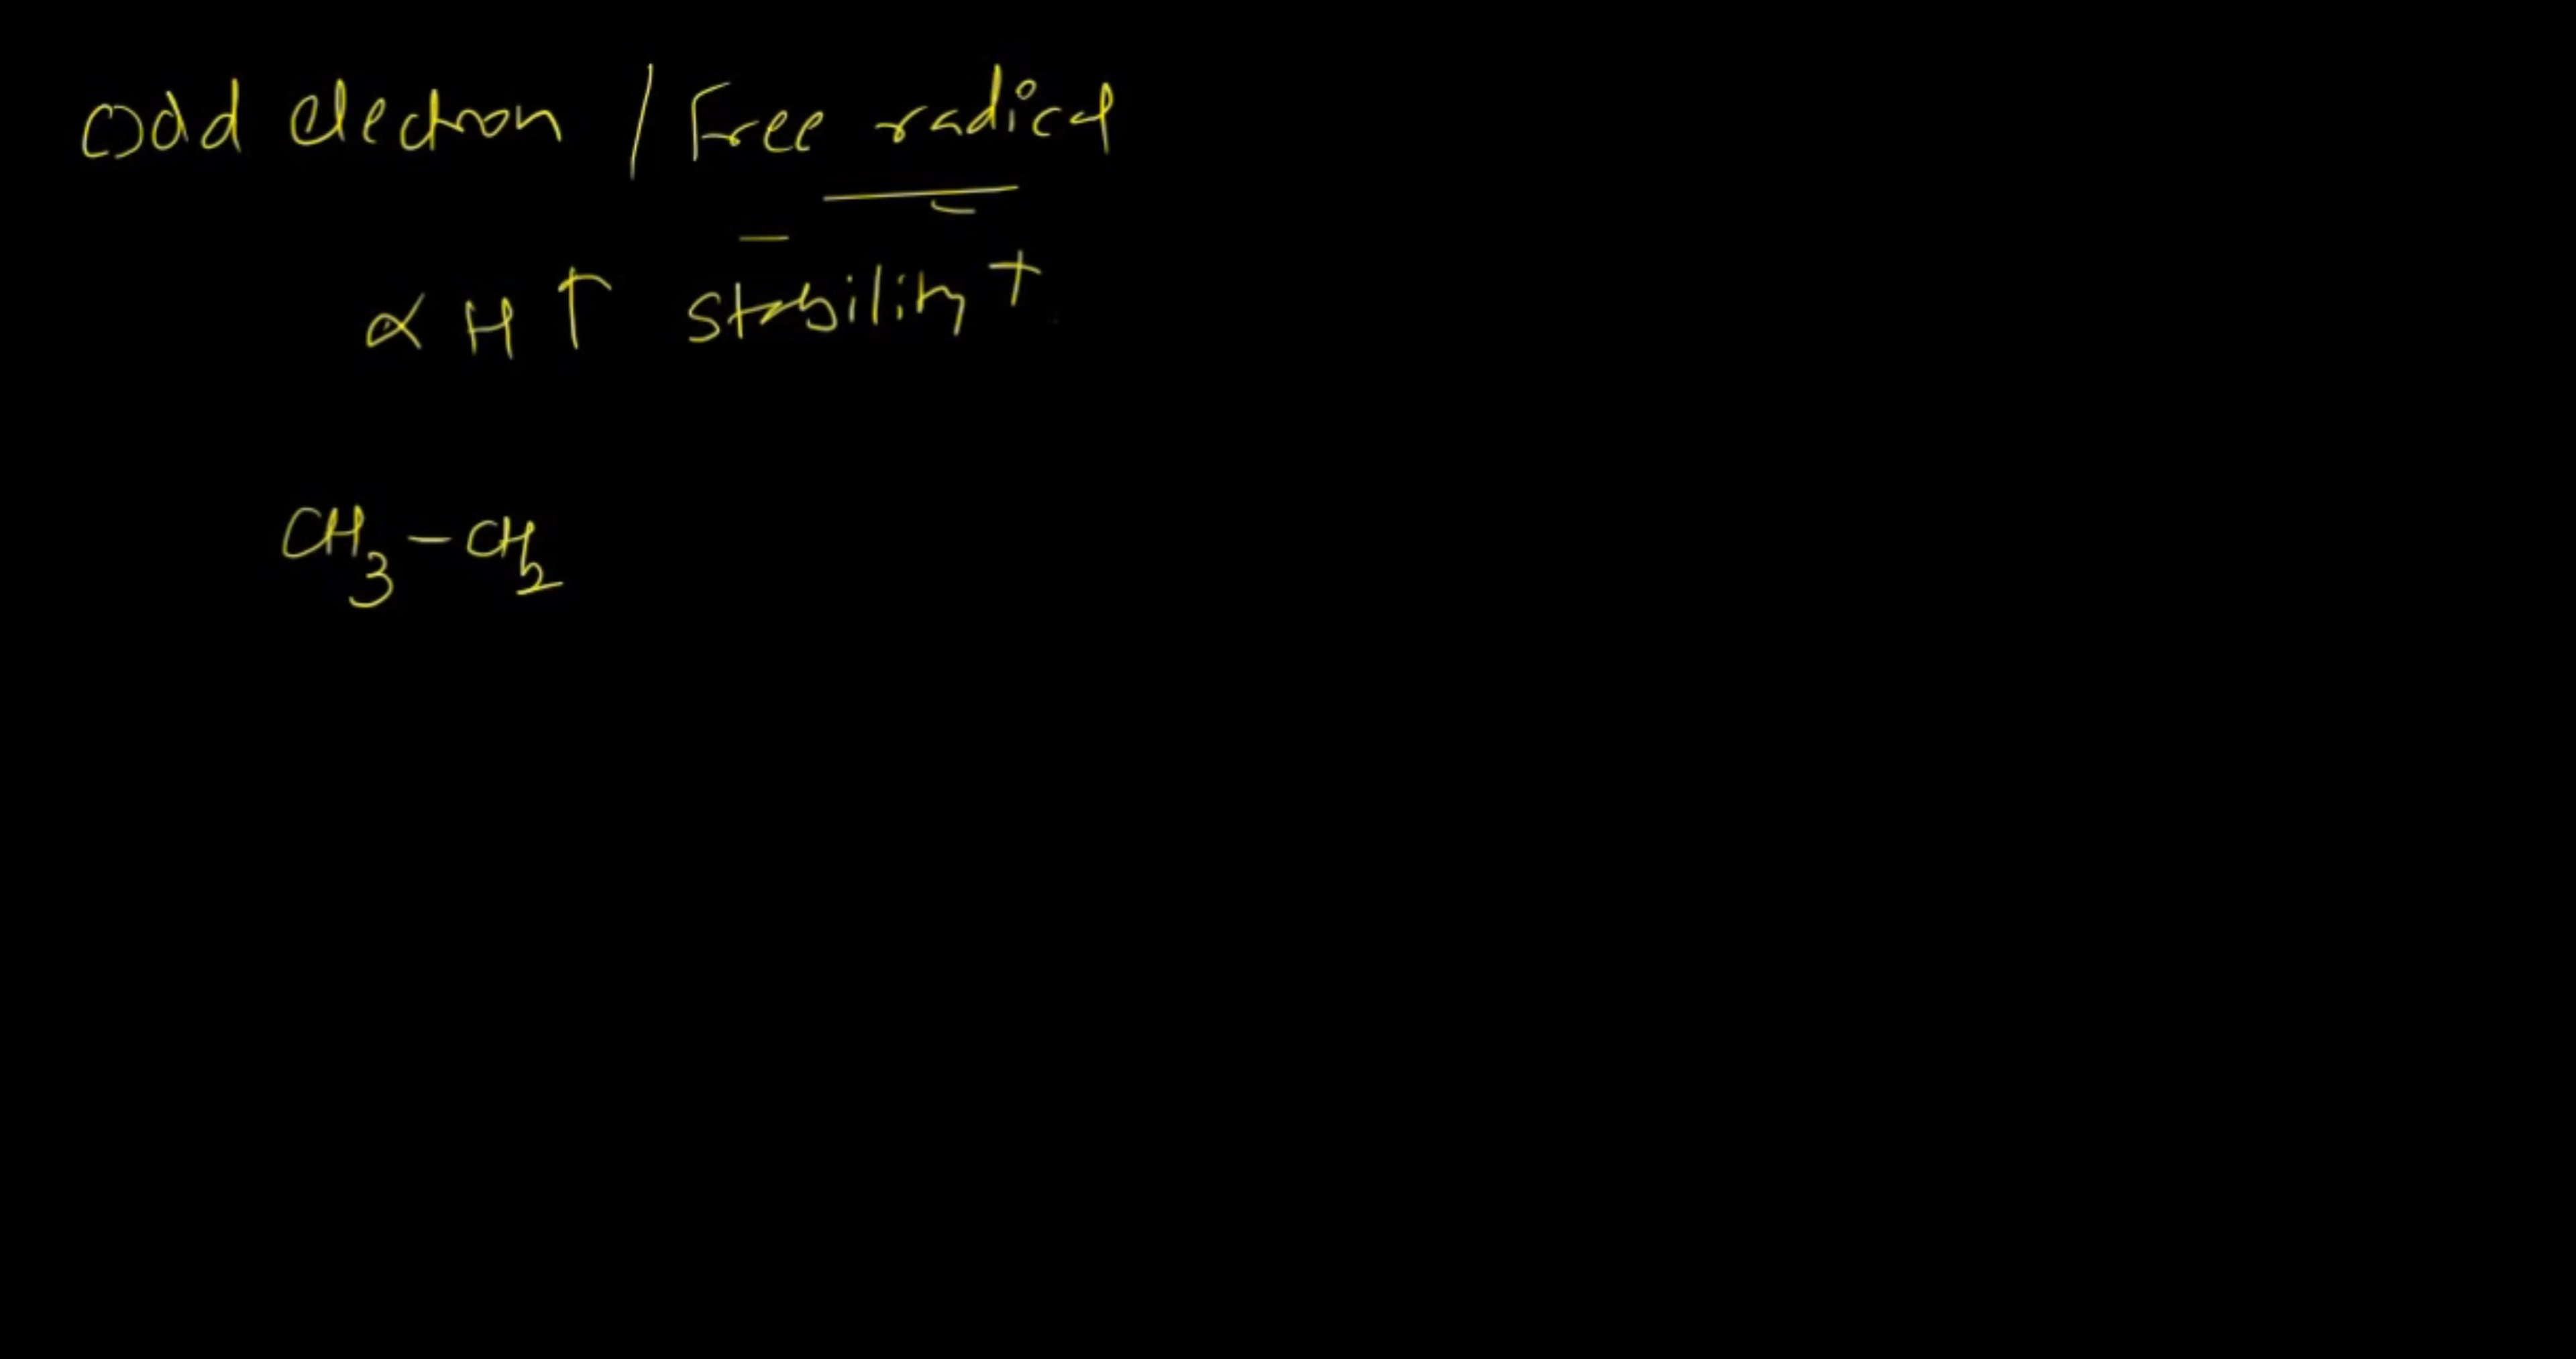 Odd electron / Free radical
α H ↑ stability ↑
CH3 - CH2